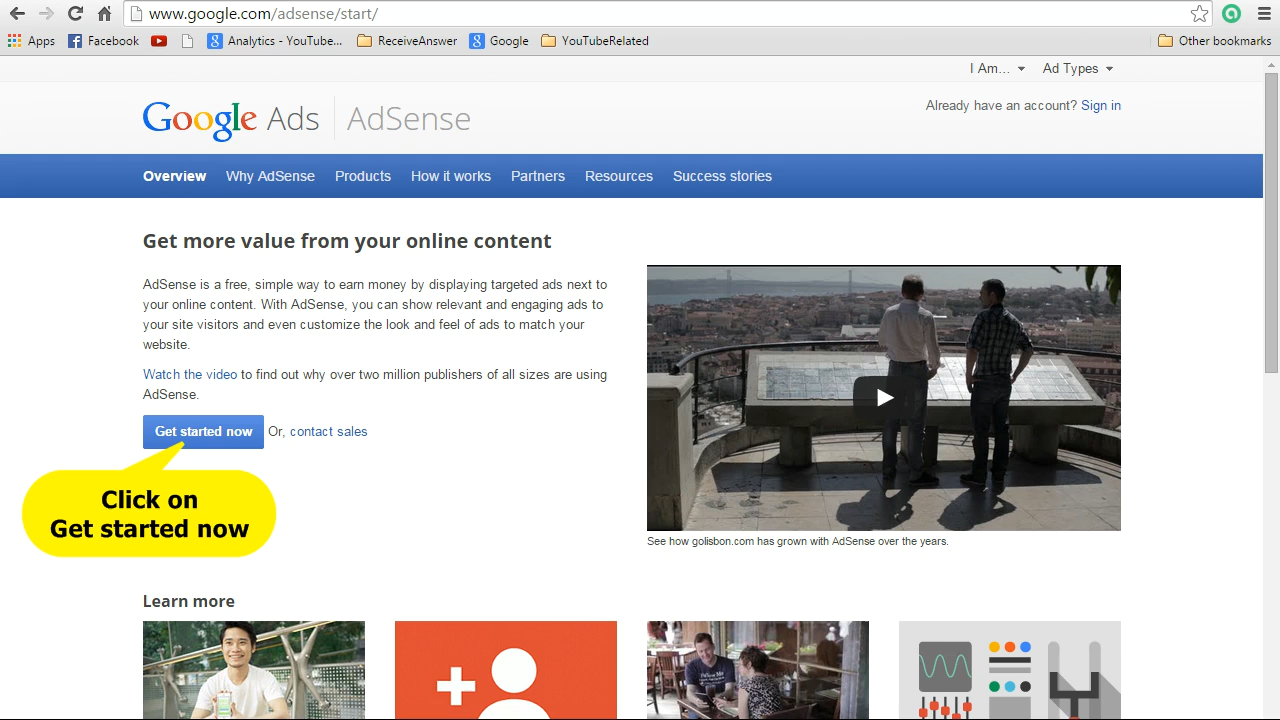 www.google.com/adsense/start/
Apps Facebook Analytics - YouTube... ReceiveAnswer Google YouTubeRelated Other bookmarks
I Am... Ad Types
Google Ads AdSense
Already have an account? Sign in
Overview Why AdSense Products How it works Partners Resources Success stories
Get more value from your online content
AdSense is a free, simple way to earn money by displaying targeted ads next to
your online content. With AdSense, you can show relevant and engaging ads to
your site visitors and even customize the look and feel of ads to match your
website.
Watch the video to find out why over two million publishers of all sizes are using
AdSense.
Get started now Or, contact sales
Click on
Get started now
See how golisbon.com has grown with AdSense over the years.
Learn more